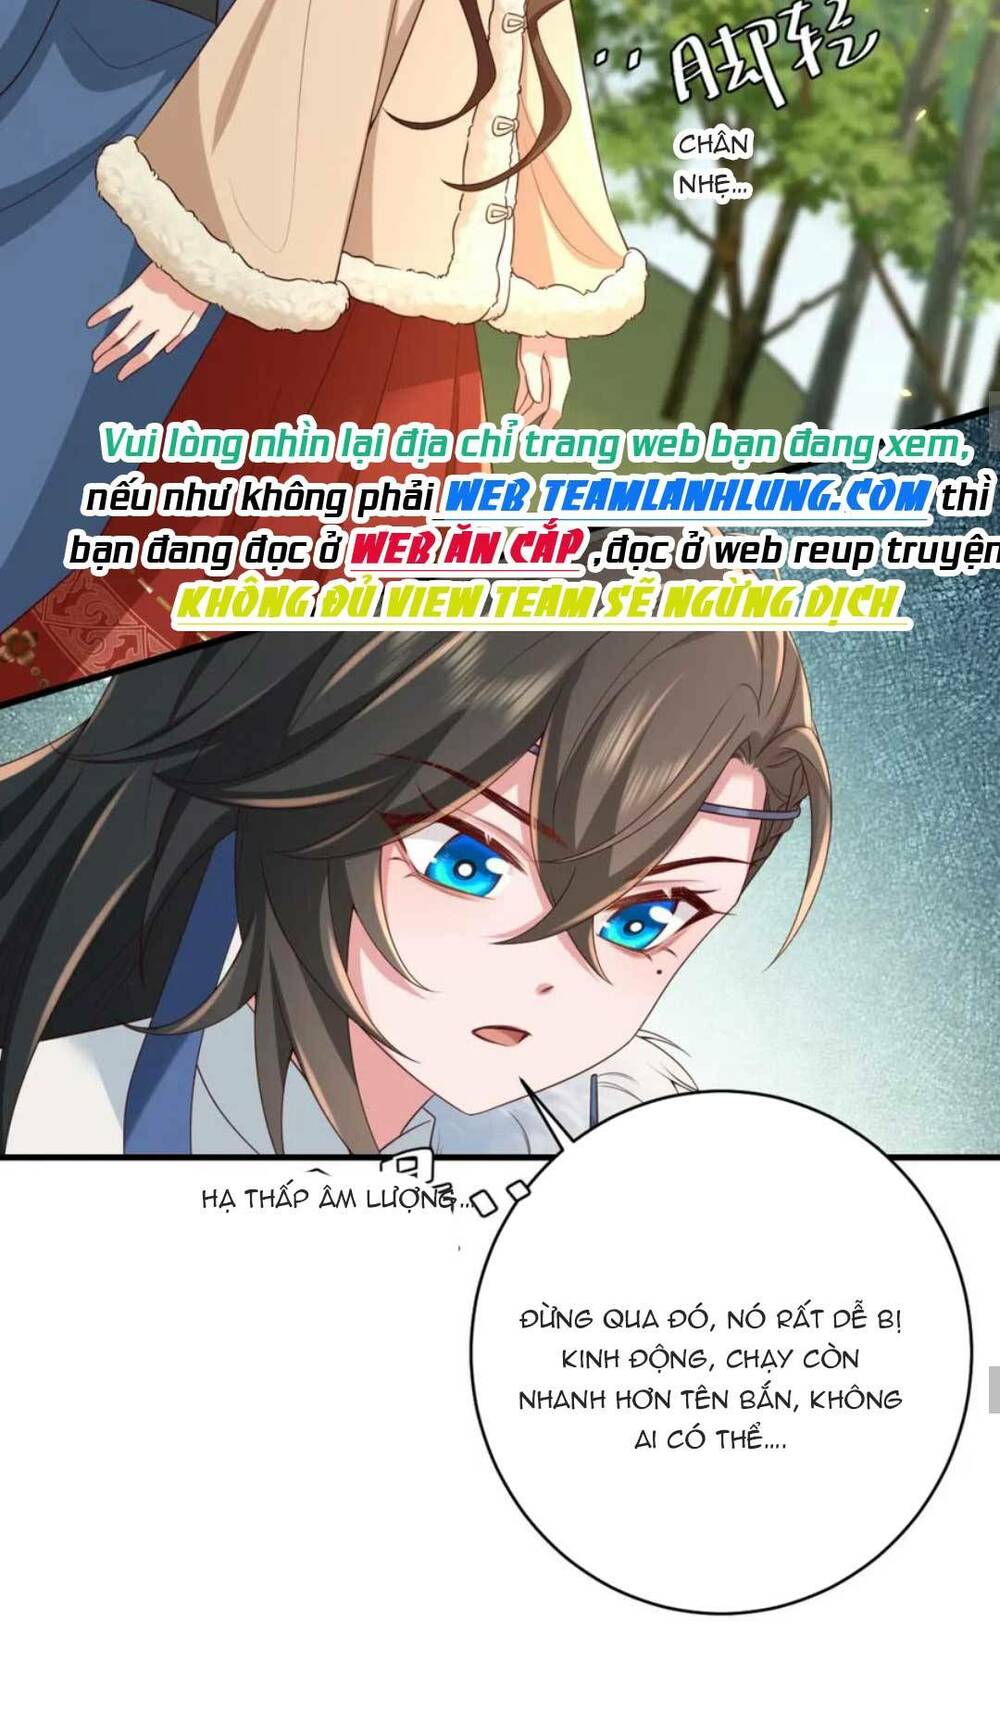 脚轻
CHÂN
NHẸ...
Vui lòng nhìn lại địa chỉ trang web bạn đang xem,
nếu như không phải WEB TEAMLANHLUNG.COM thì
bạn đang đọc ở WEB ĂN CẮP ,đọc ở web reup truyện
KHÔNG ĐỦ VIEW TEAM SẼ NGỪNG DỊCH
HẠ THẤP ÂM LƯỢNG...
ĐỪNG QUA ĐÓ, NÓ RẤT DỄ BỊ
KINH ĐỘNG, CHẠY CÒN
NHANH HƠN TÊN BẮN, KHÔNG
AI CÓ THỂ....